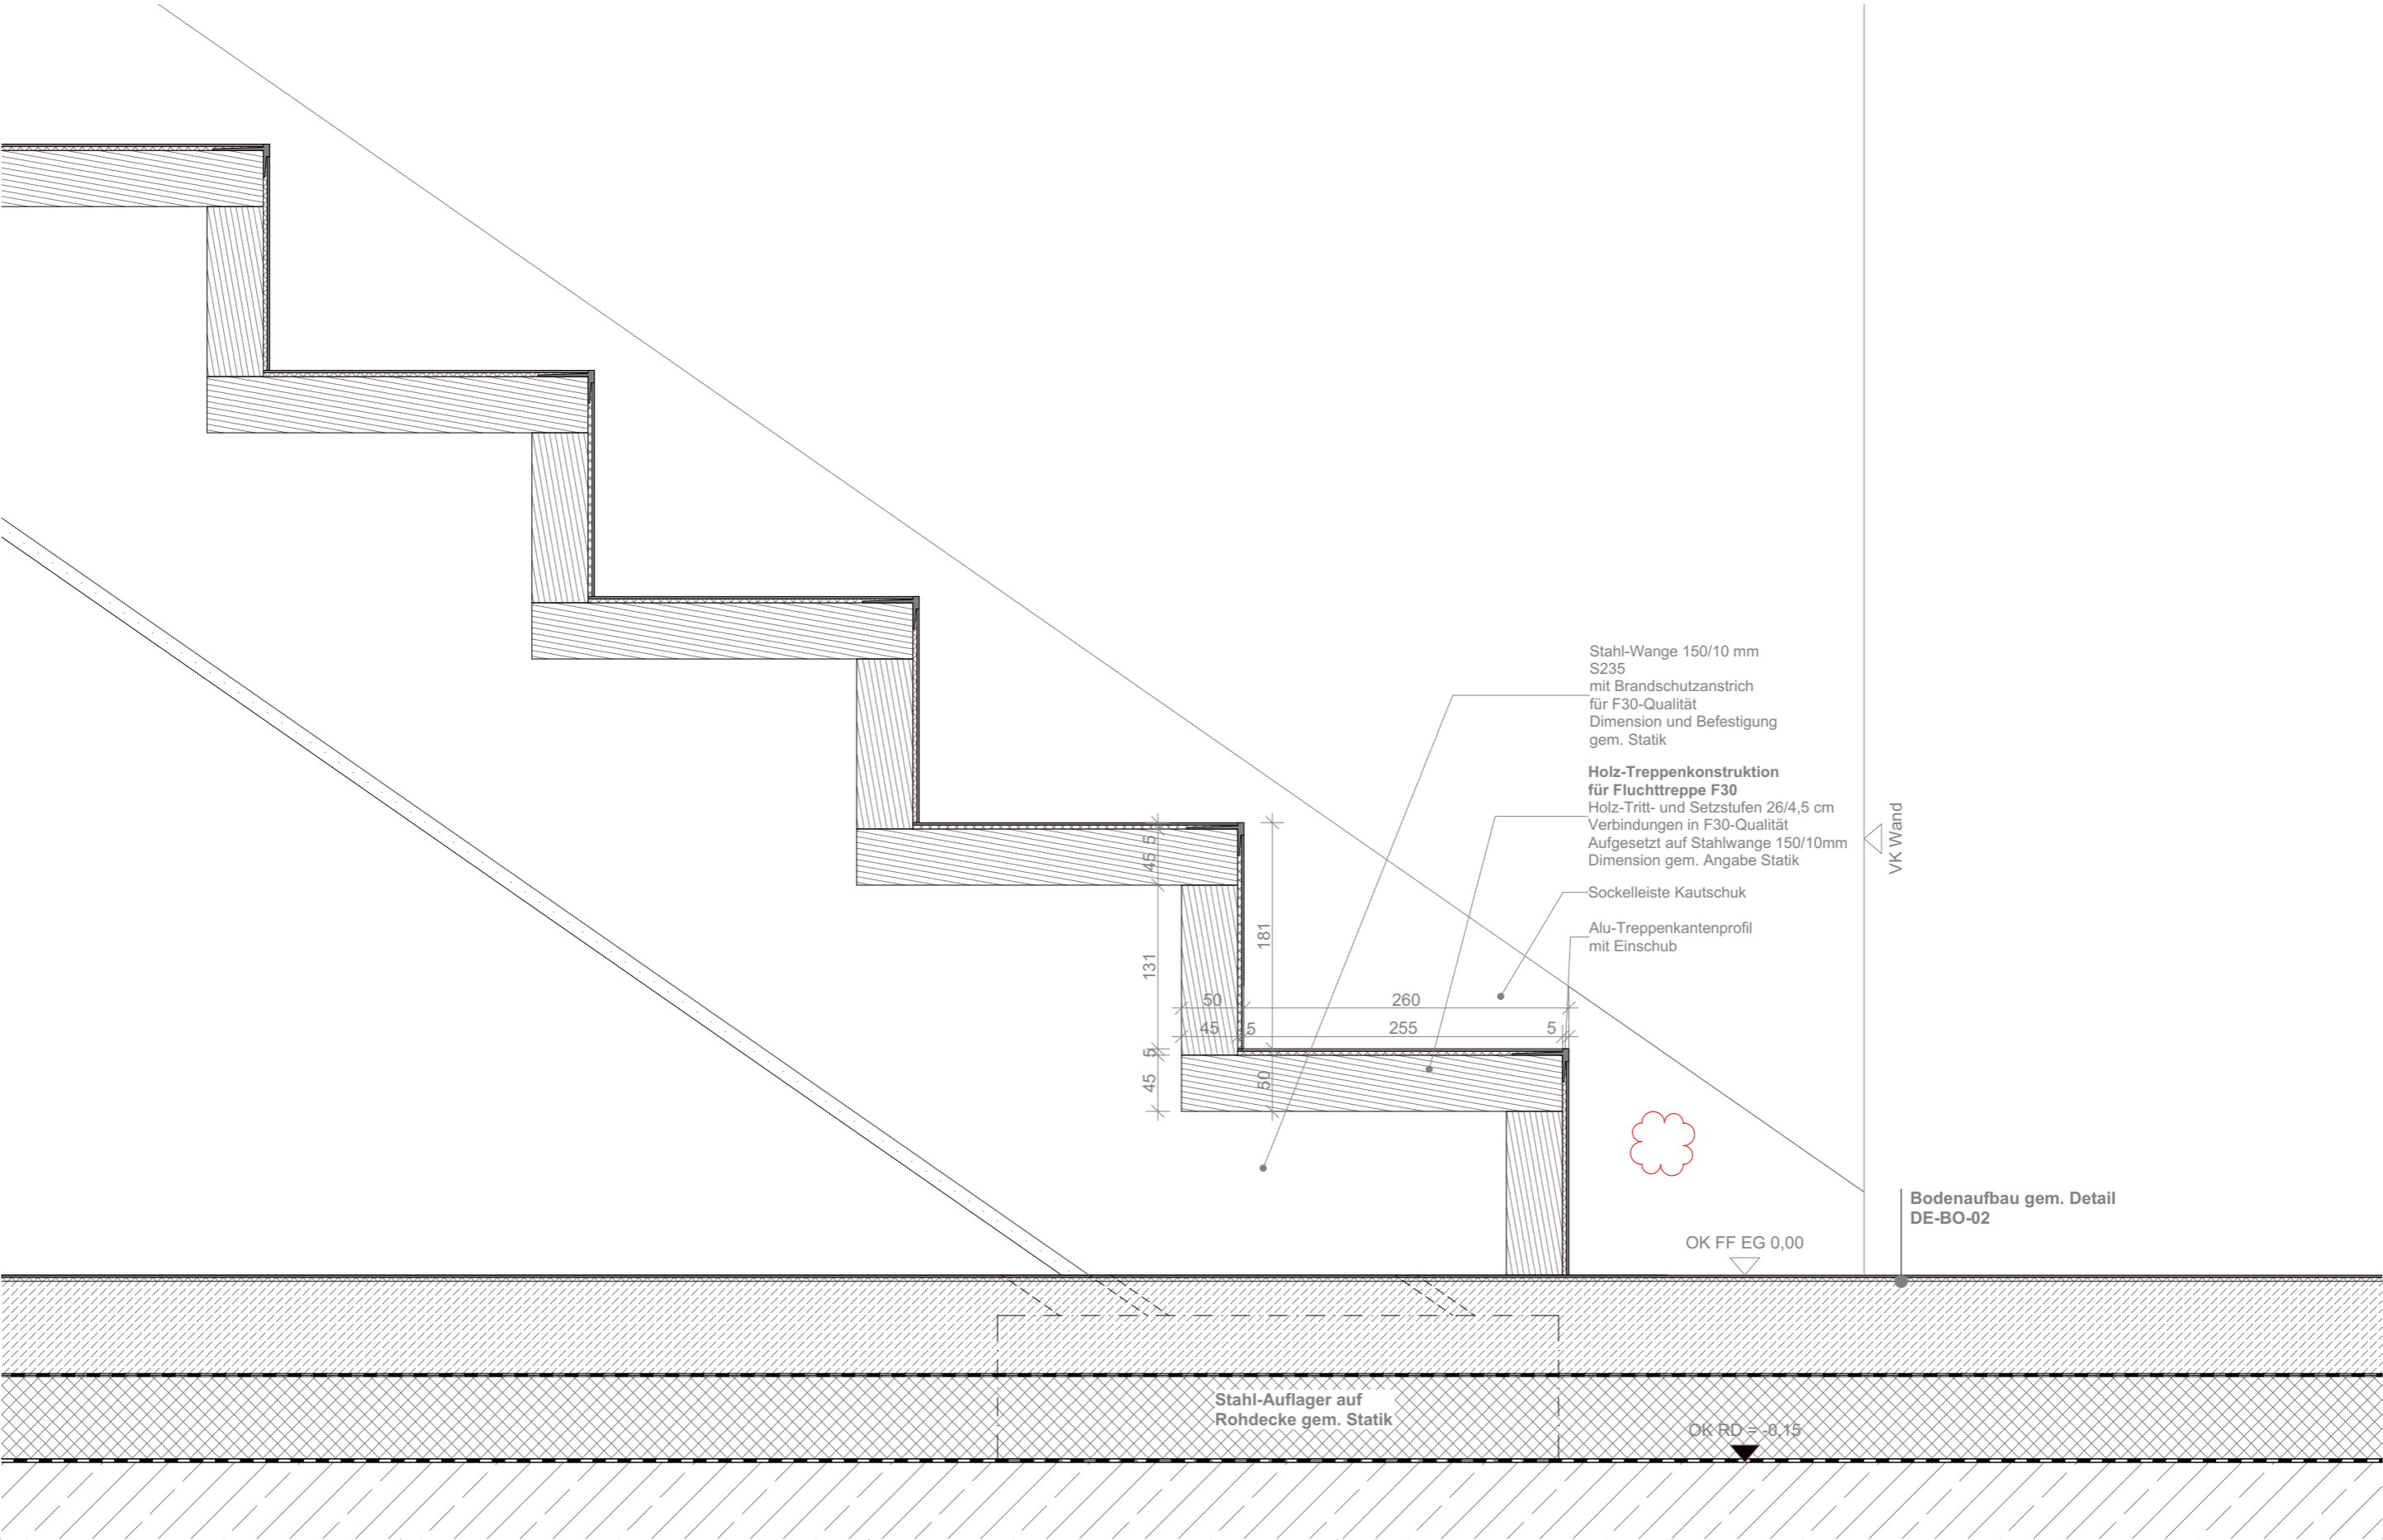 Stahl-Wange 150/10 mm
S235
mit Brandschutzanstrich
für F30-Qualität
Dimension und Befestigung
gem. Statik
Holz-Treppenkonstruktion
für Fluchttreppe F30
Holz-Tritt- und Setzstufen 26/4,5 cm
Verbindungen in F30-Qualität
Aufgesetzt auf Stahlwange 150/10mm
Dimension gem. Angabe Statik
Sockelleiste Kautschuk
Alu-Treppenkantenprofil
mit Einschub
VK Wand
5
45
181
131
50
260
45
5
255
5
5
45
50
Bodenaufbau gem. Detail
DE-BO-02
OK FF EG 0,00
Stahl-Auflager auf
Rohdecke gem. Statik
OK RD = -0,15